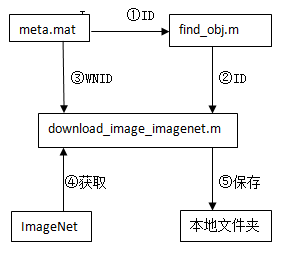 ①ID
meta.mat
find_obj.m
③WNID
②ID
download_image_imagenet.m
④获取
⑤保存
ImageNet
本地文件夹